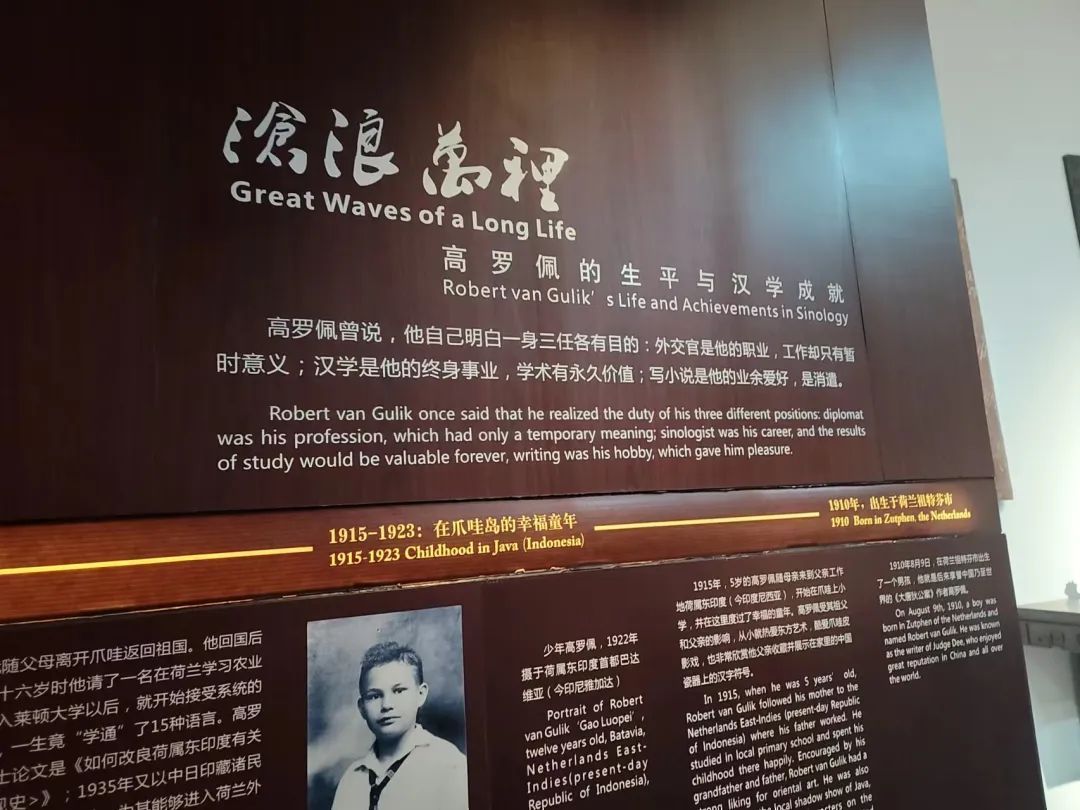 滄浪萬裡
Great Waves of a Long Life
高罗佩的生平与汉学成就
Robert van Gulik's Life and Achievements in Sinology
高罗佩曾说，他自己明白一身三任各有目的：外交官是他的职业，工作却只有暂
时意义；汉学是他的终身事业，学术有永久价值；写小说是他的业余爱好，是消遣。
Robert van Gulik once said that he realized the duty of his three different positions: diplomat
was his profession, which had only a temporary meaning; sinologist was his career, and the results
of study would be valuable forever, writing was his hobby, which gave him pleasure.
1915-1923：在爪哇岛的幸福童年
1915-1923 Childhood in Java (Indonesia)
1910年，出生于荷兰祖特芬市
1910 Born in Zutphen, the Netherlands
随父母离开爪哇返回祖国。他回国后
十六岁时他请了一名在荷兰学习农业
入莱顿大学以后，就开始接受系统的
，一生竟“学通”了15种语言。高罗
士论文是《如何改良荷属东印度有关
史>》；1935年又以中日印藏诸民
为其能够进入荷兰外
少年高罗佩，1922年
摄于荷属东印度首都巴达
维亚（今印尼雅加达）
Portrait of Robert
van Gulik 'Gao Luopei',
twelve years old, Batavia,
Netherlands East-
Indies(present-day
Republic of Indonesia),
1915年，5岁的高罗佩随母亲来到父亲工作
地荷属东印度（今印度尼西亚），开始在爪哇上小
学，并在这里度过了幸福的童年。高罗佩受其祖父
和父亲的影响，从小就热爱东方艺术，酷爱爪哇皮
影戏，也非常欣赏他父亲收藏并展示在家里的中国
瓷器上的汉字符号。
In 1915, when he was 5 years' old,
Robert van Gulik followed his mother to the
Netherlands East-Indies (present-day Republic
of Indonesia) where his father worked. He
studied in local primary school and spent his
childhood there happily. Encouraged by his
grandfather and father, Robert van Gulik had a
strong liking for oriental art. He was also
the local shadow show of Java,
on the
1910年8月9日，在荷兰祖特芬市出生
了一个男孩，他就是后来享誉中国乃至世
界的《大唐狄公案》作者高罗佩。
On August 9th, 1910, a boy was
born in Zutphen of the Netherlands and
named Robert van Gulik. He was known
as the writer of Judge Dee, who enjoyed
great reputation in China and all over
the world.